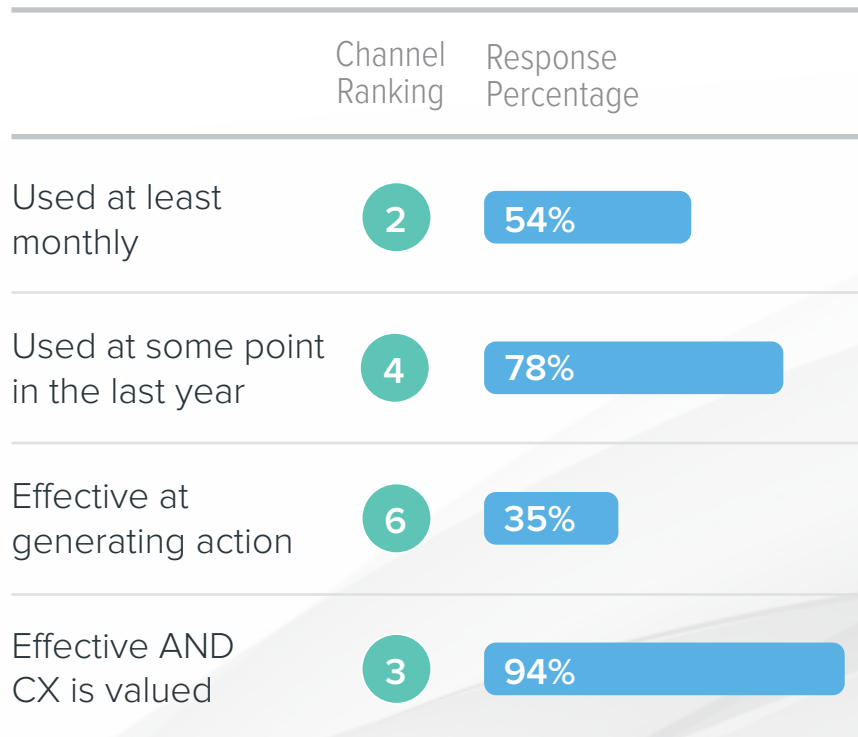 Channel
Ranking
Response
Percentage
Used at least
monthly
2
54%
Used at some point
in the last year
4
78%
Effective at
generating action
6
35%
Effective AND
CX is valued
3
94%